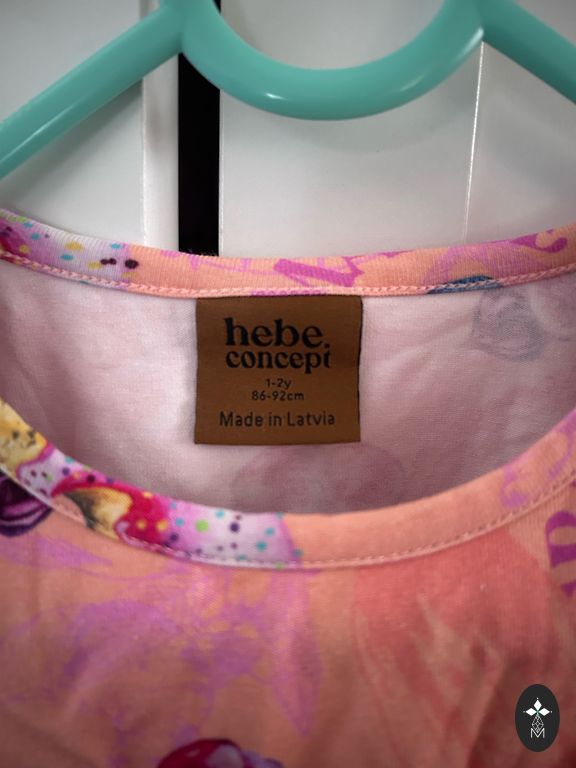 hebe.
concept
1-2y
86-92cm
Made in Latvia
M